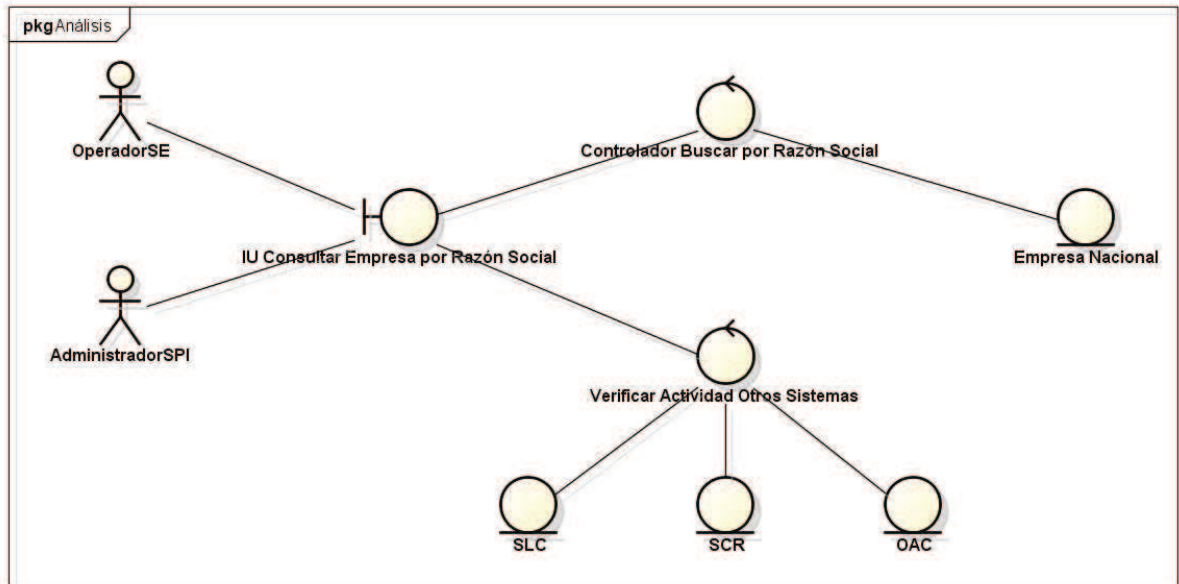 pkg Análisis
OperadorSE
Controlador Buscar por Razón Social
IU Consultar Empresa por Razón Social
Empresa Nacional
AdministradorSPI
Verificar Actividad Otros Sistemas
SLC
SCR
OAC